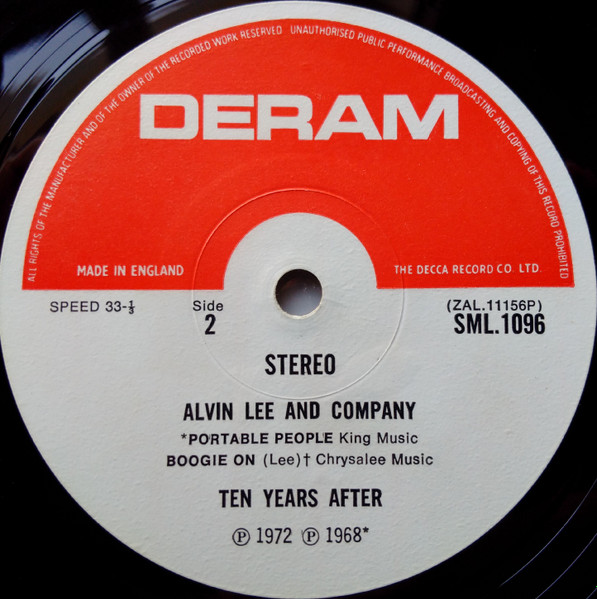 ALL RIGHTS OF THE MANUFACTURER AND OF THE OWNER OF THE RECORDED WORK RESERVED UNAUTHORISED PUBLIC PERFORMANCE BROADCASTING AND COPYING OF THIS RECORD PROHIBITED
DERAM
MADE IN ENGLAND THE DECCA RECORD CO. LTD.
SPEED 33-⅓ Side (ZAL.11156P)
2 SML.1096
STEREO
ALVIN LEE AND COMPANY
*PORTABLE PEOPLE King Music
BOOGIE ON (Lee)† Chrysalee Music
TEN YEARS AFTER
℗ 1972 ℗ 1968*